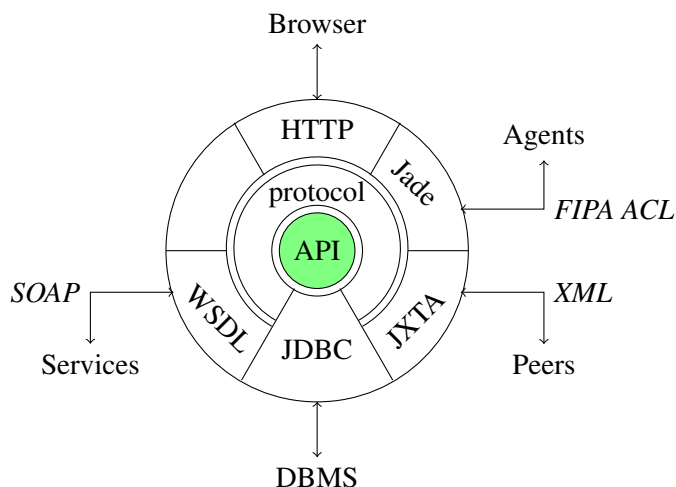 Browser
HTTP
Agents
Jade
protocol
FIPA ACL
API
SOAP
XML
WSDL
JXTA
JDBC
Services
Peers
DBMS